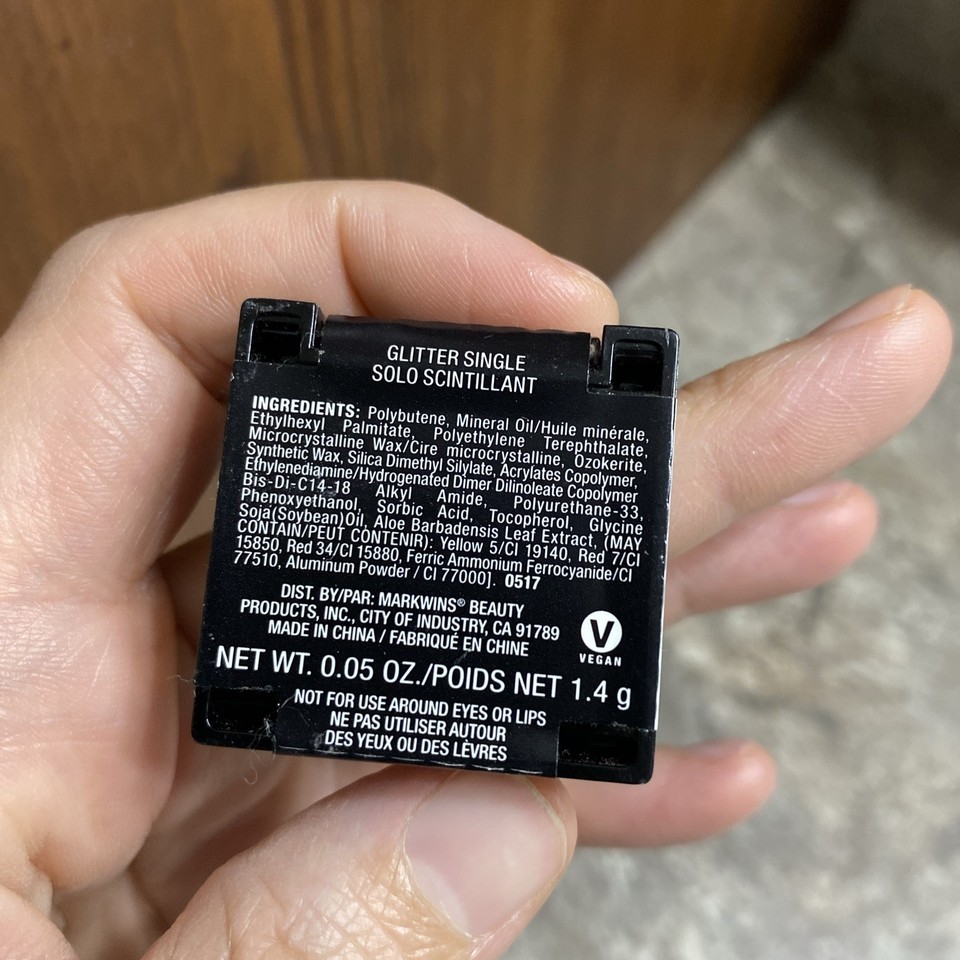 GLITTER SINGLE
SOLO SCINTILLANT
INGREDIENTS: Polybutene, Mineral Oil/Huile minérale,
Ethylhexyl Palmitate, Polyethylene Terephthalate,
Microcrystalline Wax/Cire microcrystalline, Ozokerite,
Synthetic Wax, Silica Dimethyl Silylate, Acrylates Copolymer,
Ethylenediamine/Hydrogenated Dimer Dilinoleate Copolymer
Bis-Di-C14-18 Alkyl Amide, Polyurethane-33,
Phenoxyethanol, Sorbic Acid, Tocopherol, Glycine
Soja(Soybean)Oil, Aloe Barbadensis Leaf Extract, (MAY
CONTAIN/PEUT CONTENIR): Yellow 5/CI 19140, Red 7/CI
15850, Red 34/CI 15880, Ferric Ammonium Ferrocyanide/CI
77510, Aluminum Powder / CI 77000]. 0517
DIST. BY/PAR: MARKWINS® BEAUTY
PRODUCTS, INC., CITY OF INDUSTRY, CA 91789
MADE IN CHINA / FABRIQUÉ EN CHINE
V
VEGAN
NET WT. 0.05 OZ./POIDS NET 1.4 g
NOT FOR USE AROUND EYES OR LIPS
NE PAS UTILISER AUTOUR
DES YEUX OU DES LÈVRES